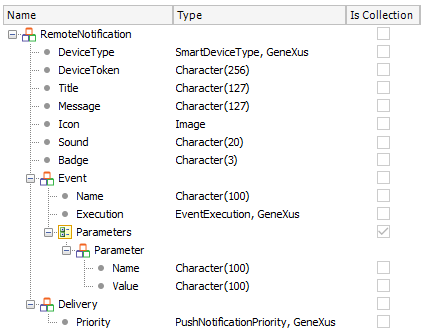 Name Type Is Collection
RemoteNotification
DeviceType SmartDeviceType, GeneXus
DeviceToken Character(256)
Title Character(127)
Message Character(127)
Icon Image
Sound Character(20)
Badge Character(3)
Event
Name Character(100)
Execution EventExecution, GeneXus
Parameters
Parameter
Name Character(100)
Value Character(100)
Delivery
Priority PushNotificationPriority, GeneXus